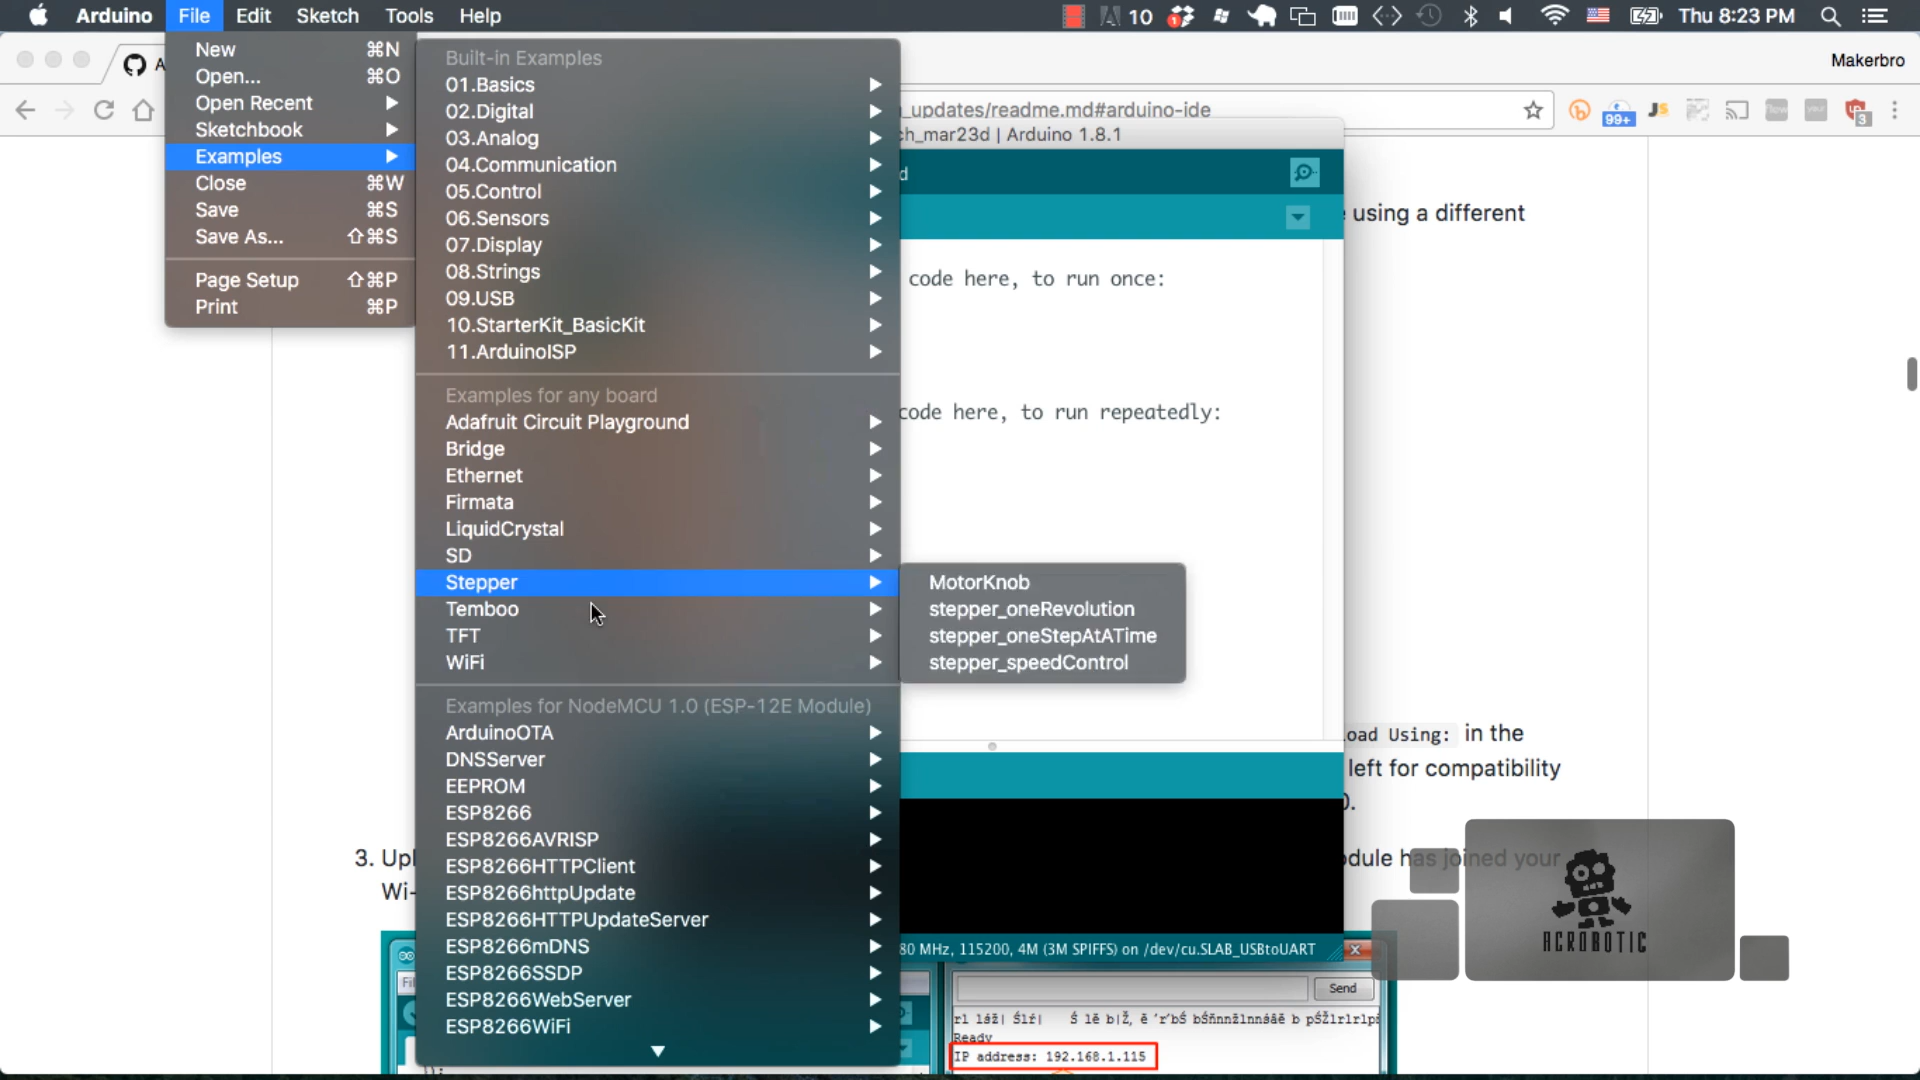 Arduino File Edit Sketch Tools Help
10 Thu 8:23 PM
Makerbro
New ⌘N
Open... ⌘O
Open Recent
Sketchbook
Examples
Close ⌘W
Save ⌘S
Save As... ⇧⌘S
Page Setup ⇧⌘P
Print ⌘P
Built-in Examples
01.Basics
02.Digital
03.Analog
04.Communication
05.Control
06.Sensors
07.Display
08.Strings
09.USB
10.StarterKit_BasicKit
11.ArduinoISP
Examples for any board
Adafruit Circuit Playground
Bridge
Ethernet
Firmata
LiquidCrystal
SD
Stepper
Temboo
TFT
WiFi
Examples for NodeMCU 1.0 (ESP-12E Module)
ArduinoOTA
DNSServer
EEPROM
ESP8266
ESP8266AVRISP
ESP8266HTTPClient
ESP8266httpUpdate
ESP8266HTTPUpdateServer
ESP8266mDNS
ESP8266SSDP
ESP8266WebServer
ESP8266WiFi
MotorKnob
stepper_oneRevolution
stepper_oneStepAtATime
stepper_speedControl
_updates/readme.md#arduino-ide
99+
JS
3
ch_mar23d | Arduino 1.8.1
d
using a different
code here, to run once:
code here, to run repeatedly:
oad Using: in the
left for compatibility
3. Upl
dule has joined your
Wi-
80 MHz, 115200, 4M (3M SPIFFS) on /dev/cu.SLAB_USBtoUART
Send
Ready
IP address: 192.168.1.115
ACROBOTIC